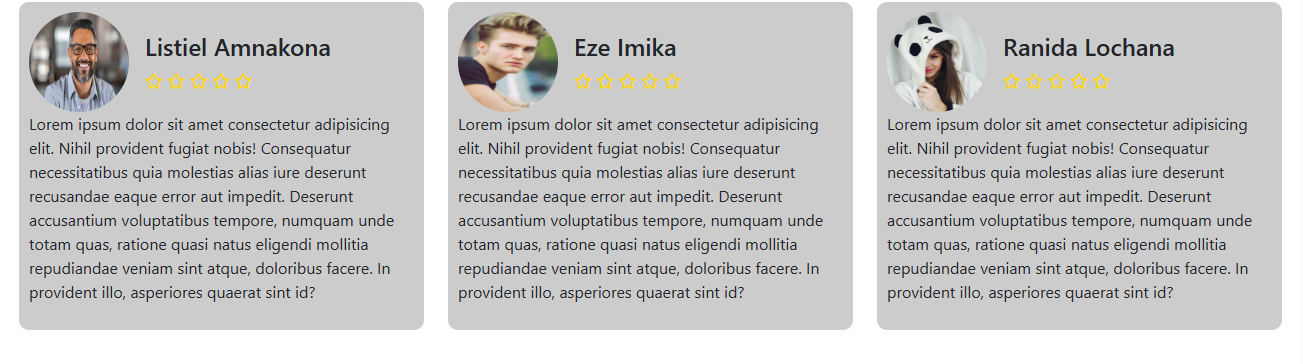 Listiel Amnakona
Lorem ipsum dolor sit amet consectetur adipisicing
elit. Nihil provident fugiat nobis! Consequatur
necessitatibus quia molestias alias iure deserunt
recusandae eaque error aut impedit. Deserunt
accusantium voluptatibus tempore, numquam unde
totam quas, ratione quasi natus eligendi mollitia
repudiandae veniam sint atque, doloribus facere. In
provident illo, asperiores quaerat sint id?
Eze Imika
Lorem ipsum dolor sit amet consectetur adipisicing
elit. Nihil provident fugiat nobis! Consequatur
necessitatibus quia molestias alias iure deserunt
recusandae eaque error aut impedit. Deserunt
accusantium voluptatibus tempore, numquam unde
totam quas, ratione quasi natus eligendi mollitia
repudiandae veniam sint atque, doloribus facere. In
provident illo, asperiores quaerat sint id?
Ranida Lochana
Lorem ipsum dolor sit amet consectetur adipisicing
elit. Nihil provident fugiat nobis! Consequatur
necessitatibus quia molestias alias iure deserunt
recusandae eaque error aut impedit. Deserunt
accusantium voluptatibus tempore, numquam unde
totam quas, ratione quasi natus eligendi mollitia
repudiandae veniam sint atque, doloribus facere. In
provident illo, asperiores quaerat sint id?